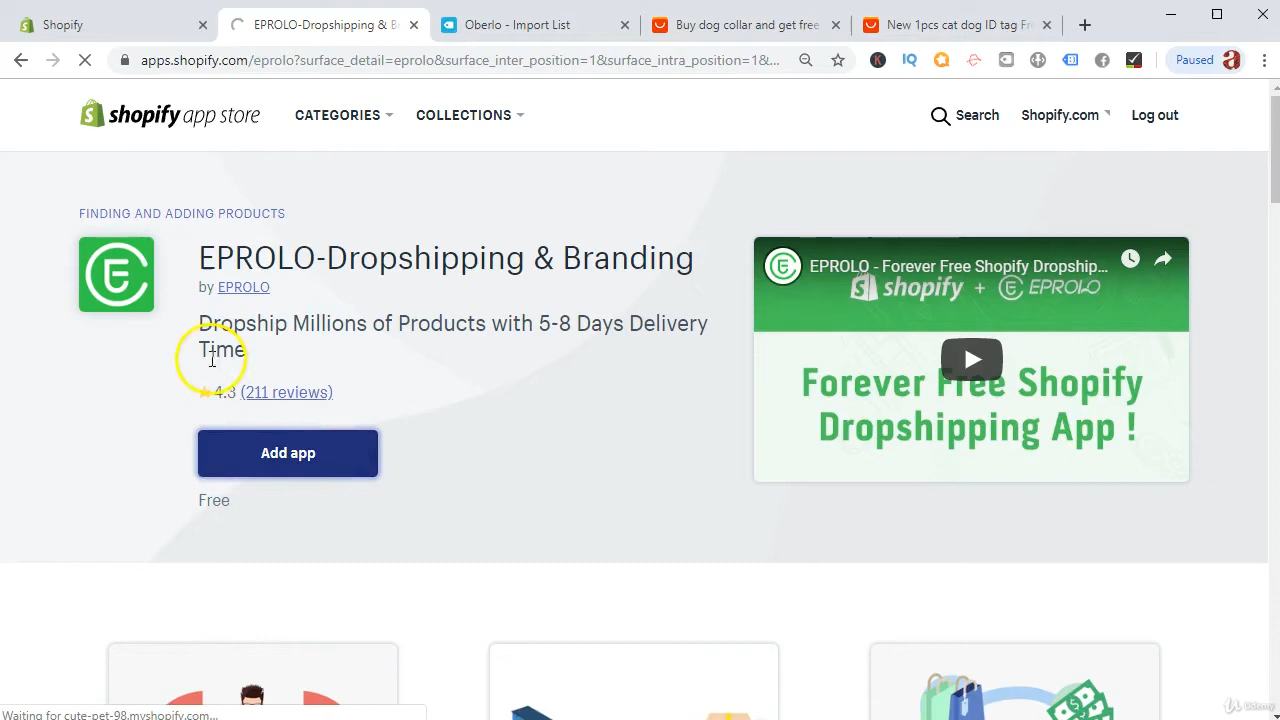 Shopify
EPROLO-Dropshipping & B
Oberlo - Import List
Buy dog collar and get free
New 1pcs cat dog ID tag Fr
apps.shopify.com/eprolo?surface_detail=eprolo&surface_inter_position=1&surface_intra_position=1&...
Paused
shopify app store
CATEGORIES
COLLECTIONS
Search
Shopify.com
Log out
FINDING AND ADDING PRODUCTS
EPROLO-Dropshipping & Branding
by EPROLO
Dropship Millions of Products with 5-8 Days Delivery
Time
4.3 (211 reviews)
Add app
Free
EPROLO - Forever Free Shopify Dropship...
shopify + EPROLO
Forever Free Shopify
Dropshipping App !
Waiting for cute-pet-98.myshopify.com...
Udemy